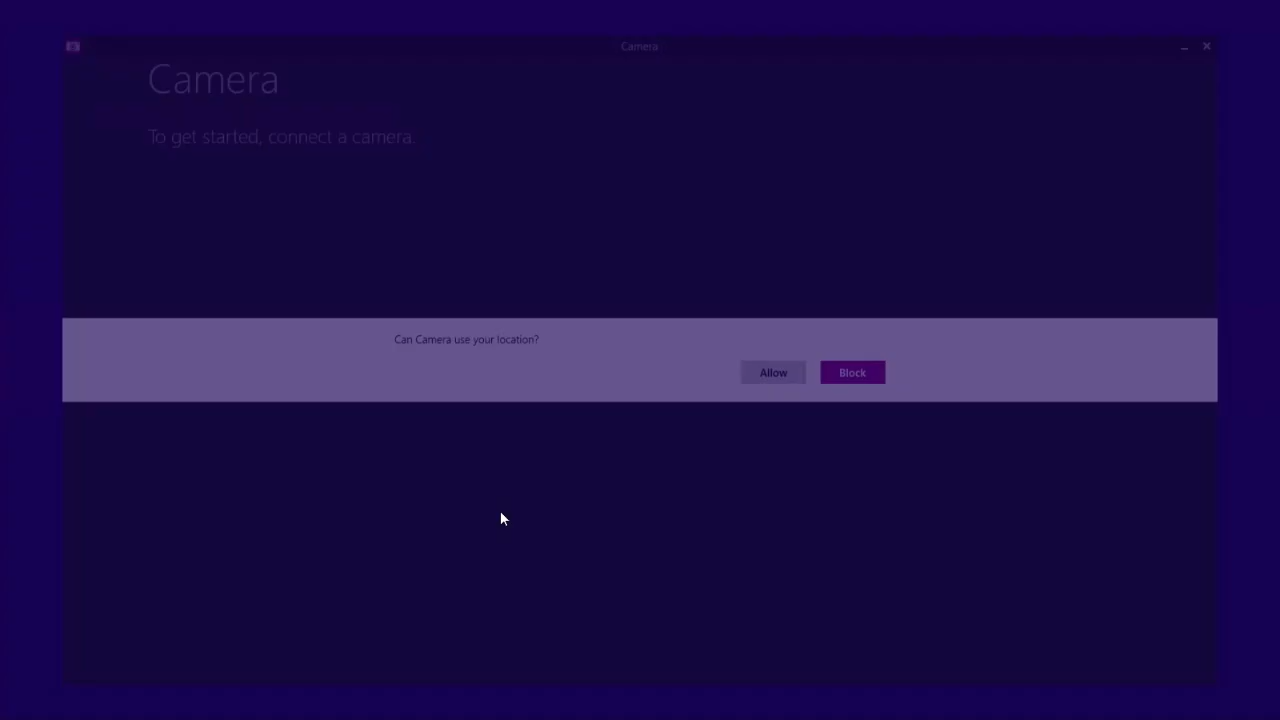 Camera
Camera
To get started, connect a camera.
Can Camera use your location?
Allow
Block